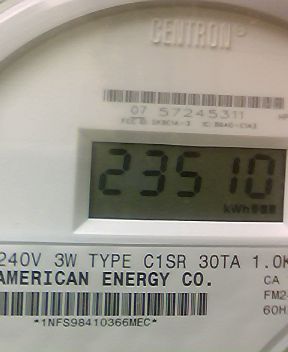 CENTRON
07 57245311
23510
kWh
240V 3W TYPE C1SR 30TA 1.0K
AMERICAN ENERGY CO.
CA
FM2
60H
*1NFS98410366MEC*